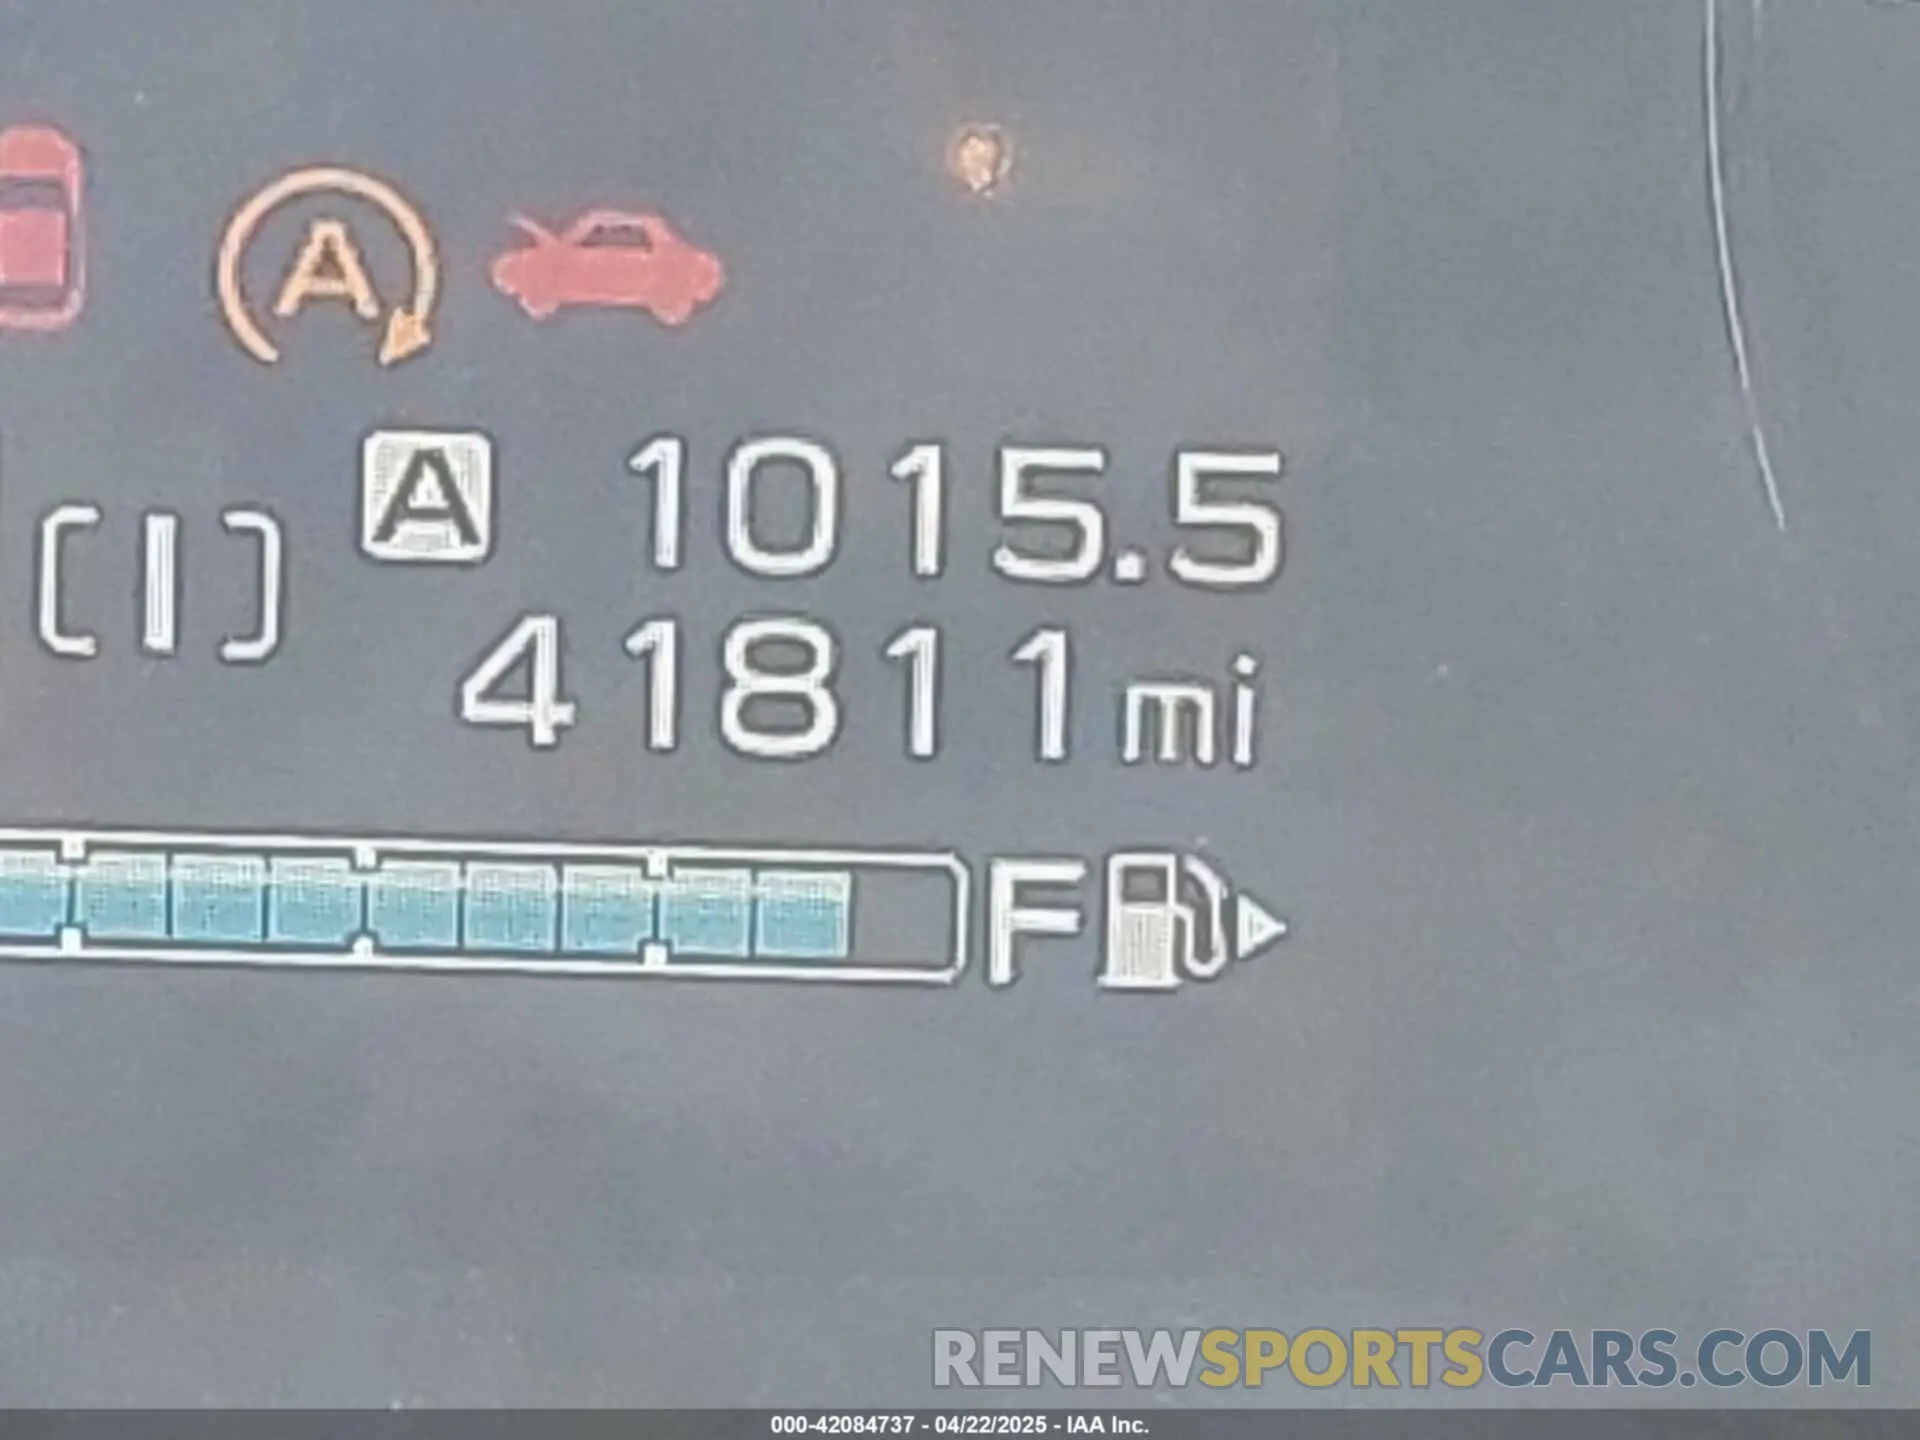 A
A 1015.5
(I)
41811 mi
F
RENEWSPORTSCARS.COM
000-42084737 - 04/22/2025 - IAA Inc.